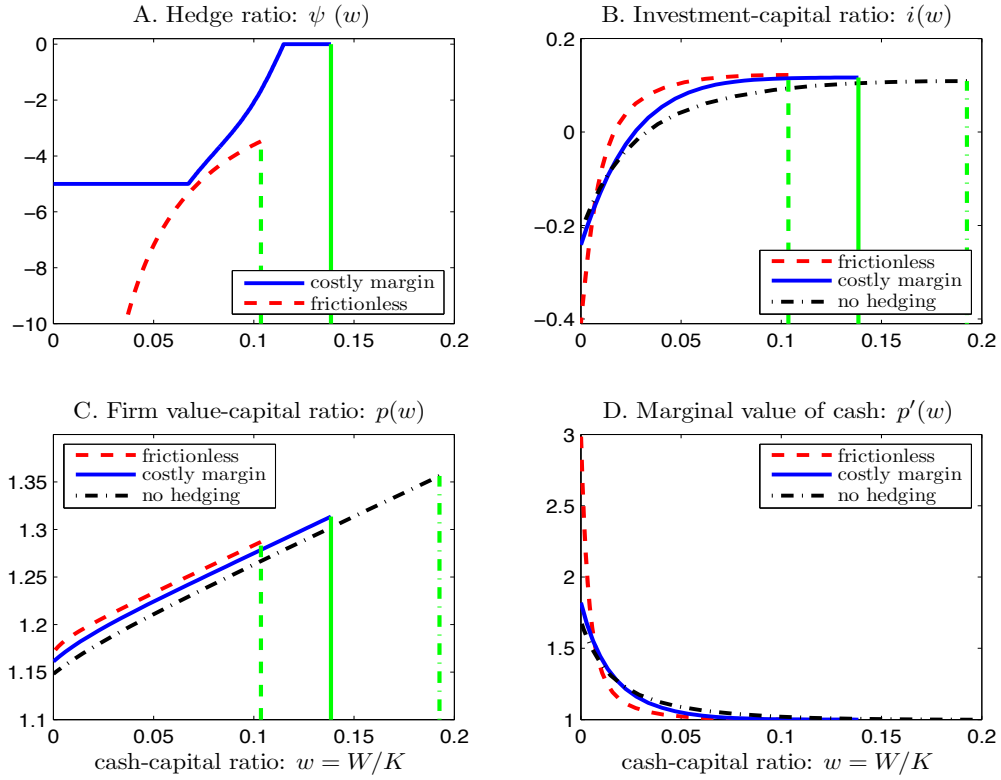 A. Hedge ratio: ψ (w)
0
−2
−4
−6
−8
−10
0
0.05
0.1
0.15
0.2
costly margin
frictionless
B. Investment-capital ratio: i(w)
0.2
0
−0.2
−0.4
0
0.05
0.1
0.15
0.2
frictionless
costly margin
no hedging
C. Firm value-capital ratio: p(w)
1.35
1.3
1.25
1.2
1.15
1.1
0
0.05
0.1
0.15
0.2
frictionless
costly margin
no hedging
cash-capital ratio: w = W/K
D. Marginal value of cash: p′(w)
3
2.5
2
1.5
1
0
0.05
0.1
0.15
0.2
frictionless
costly margin
no hedging
cash-capital ratio: w = W/K